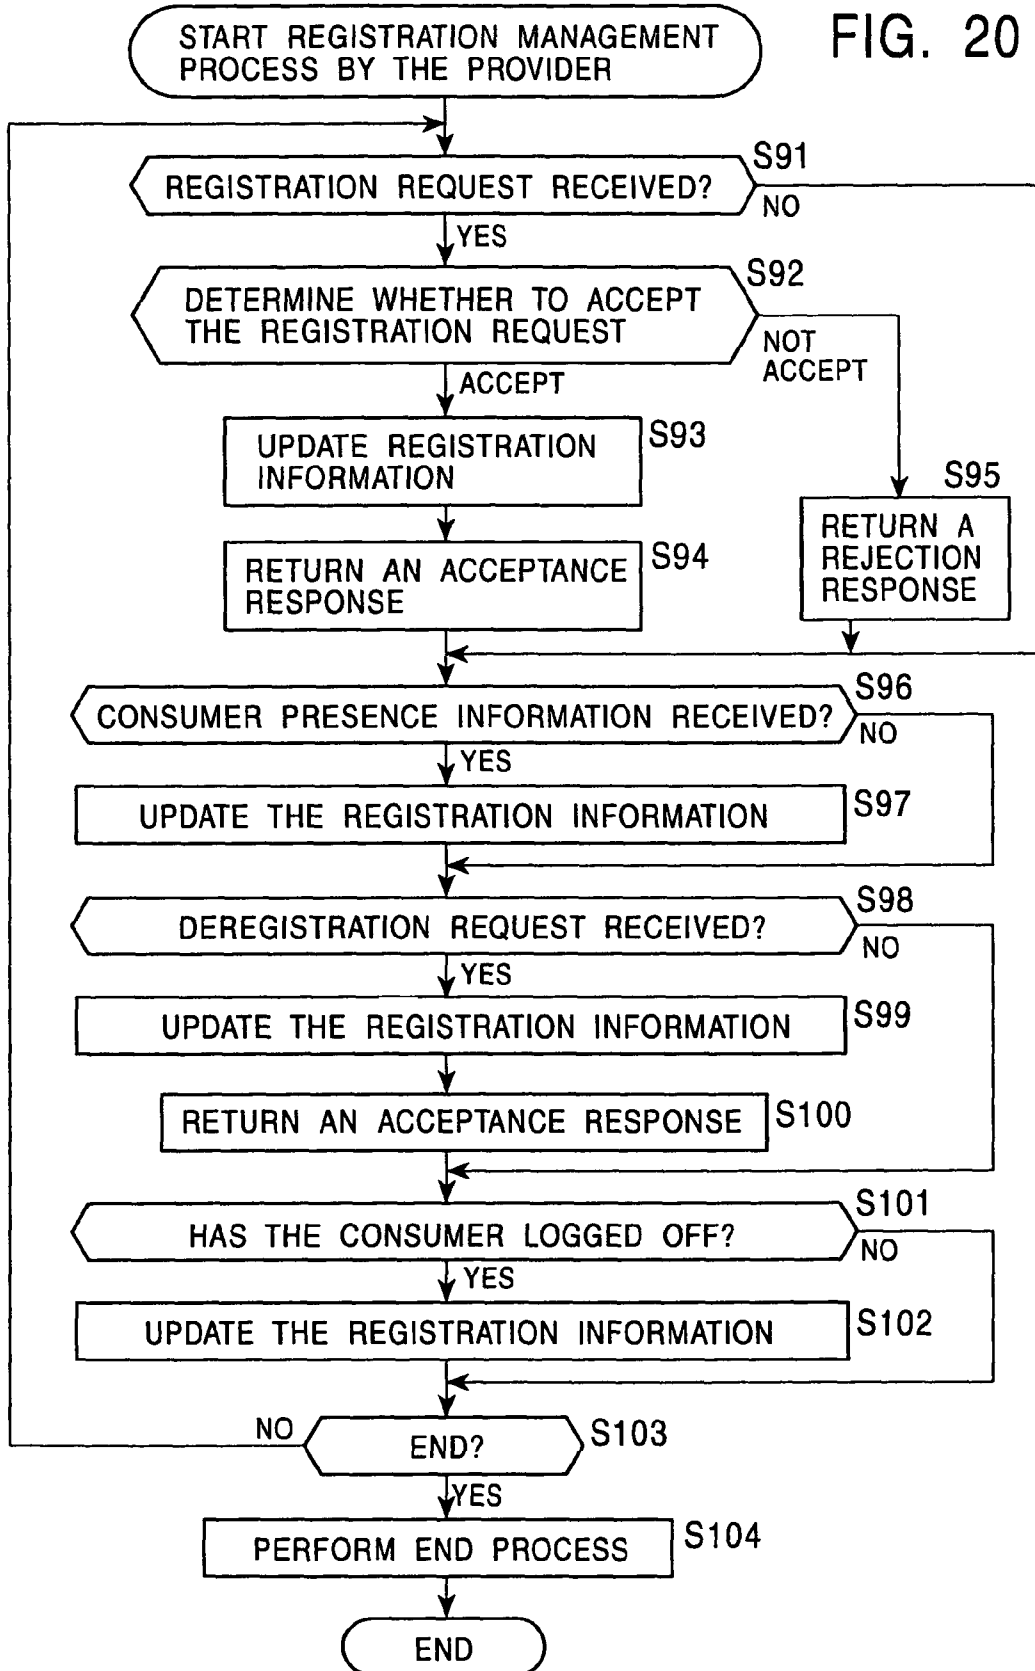 FIG. 20
START REGISTRATION MANAGEMENT
PROCESS BY THE PROVIDER
S91
REGISTRATION REQUEST RECEIVED?
NO
YES
S92
DETERMINE WHETHER TO ACCEPT
THE REGISTRATION REQUEST
NOT
ACCEPT
ACCEPT
S93
UPDATE REGISTRATION
INFORMATION
S94
RETURN AN ACCEPTANCE
RESPONSE
S95
RETURN A
REJECTION
RESPONSE
S96
CONSUMER PRESENCE INFORMATION RECEIVED?
NO
YES
S97
UPDATE THE REGISTRATION INFORMATION
S98
DEREGISTRATION REQUEST RECEIVED?
NO
YES
S99
UPDATE THE REGISTRATION INFORMATION
RETURN AN ACCEPTANCE RESPONSE
S100
S101
HAS THE CONSUMER LOGGED OFF?
NO
YES
UPDATE THE REGISTRATION INFORMATION
S102
NO
END?
S103
YES
PERFORM END PROCESS
S104
END